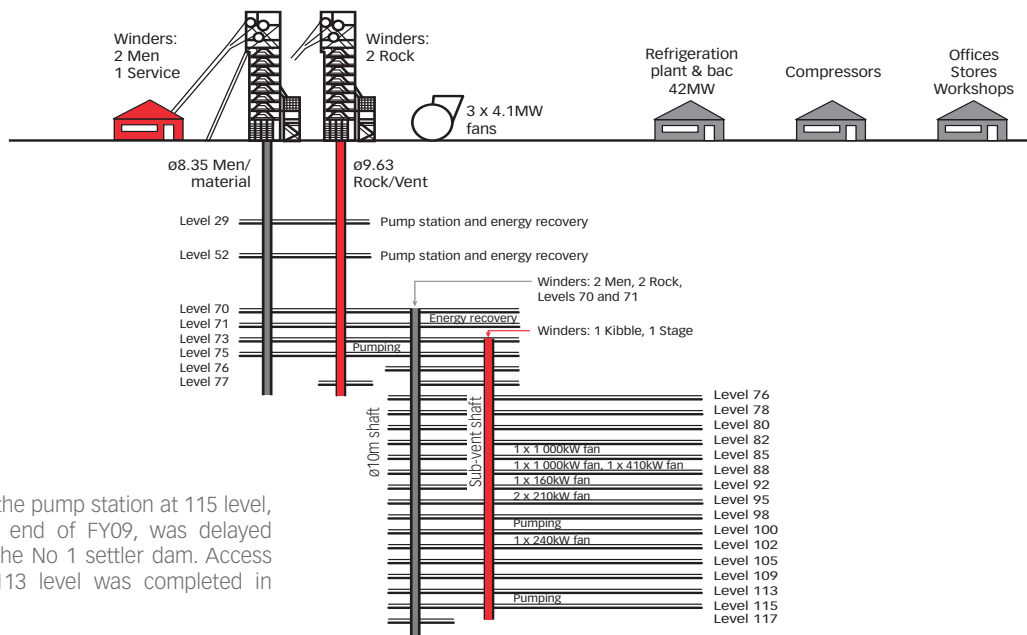 Winders:
2 Men
1 Service
Winders:
2 Rock
3 x 4.1MW
fans
Refrigeration
plant & bac
42MW
Compressors
Offices
Stores
Workshops
ø8.35 Men/
material
ø9.63
Rock/Vent
Level 29
Pump station and energy recovery
Level 52
Pump station and energy recovery
Winders: 2 Men, 2 Rock,
Levels 70 and 71
Level 70
Energy recovery
Level 71
Winders: 1 Kibble, 1 Stage
Level 73
Pumping
Level 75
Level 76
Level 77
ø10m shaft
Sub-vent shaft
Level 76
Level 78
Level 80
Level 82
1 x 1 000kW fan
Level 85
1 x 1 000kW fan, 1 x 410kW fan
Level 88
1 x 160kW fan
Level 92
2 x 210kW fan
Level 95
Level 98
Pumping
Level 100
1 x 240kW fan
Level 102
Level 105
Level 109
Level 113
Pumping
Level 115
Level 117
the pump station at 115 level,
end of FY09, was delayed
the No 1 settler dam. Access
113 level was completed in